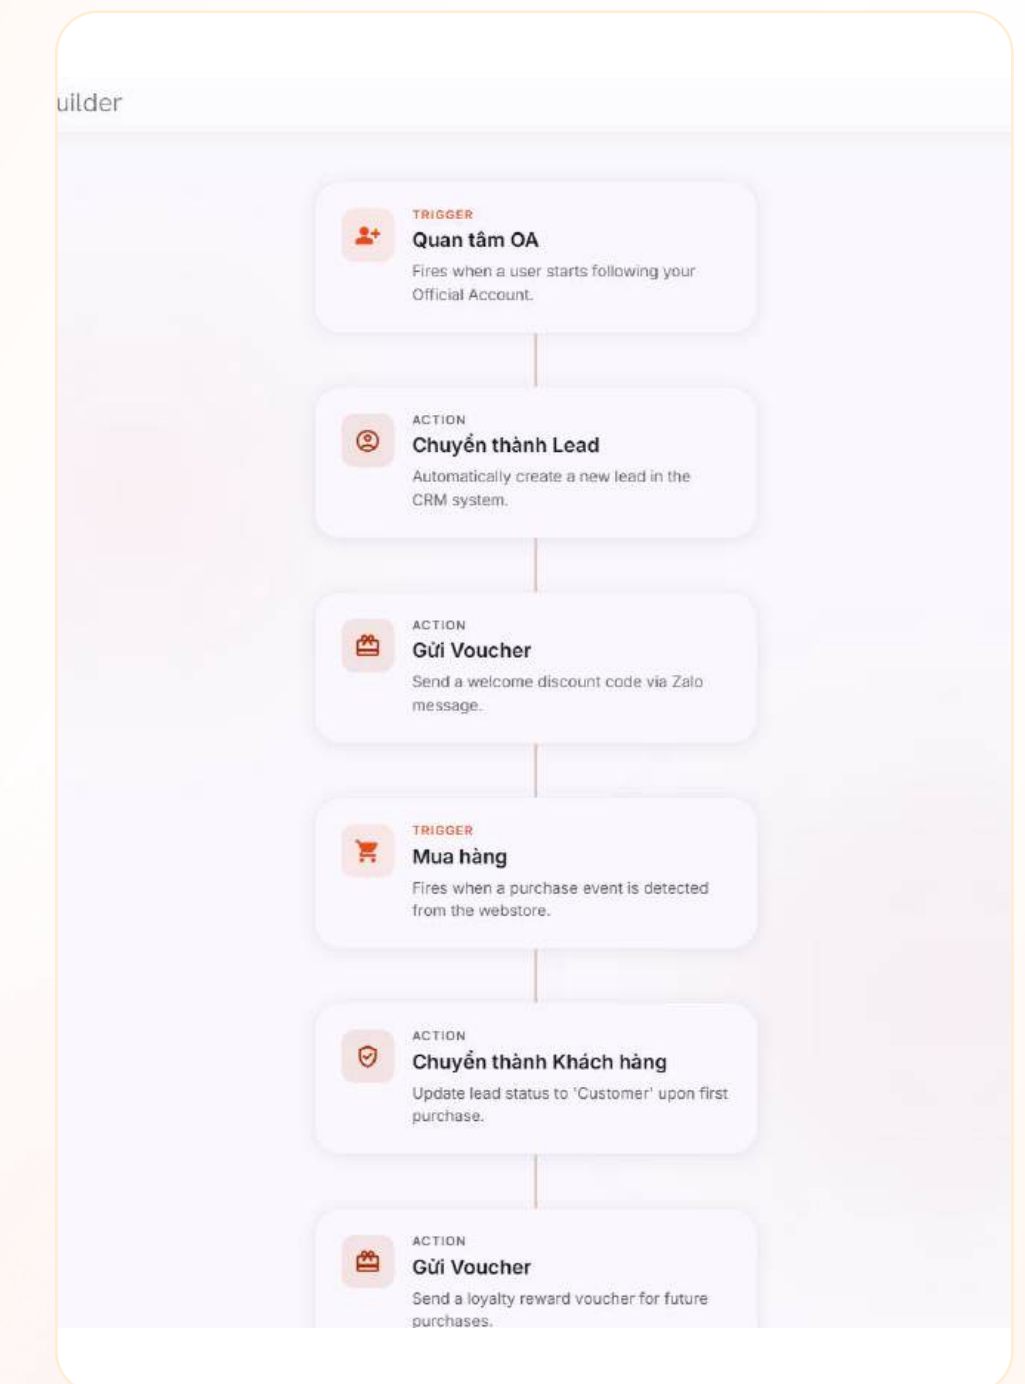 uilder
TRIGGER
Quan tâm OA
Fires when a user starts following your
Official Account.
ACTION
Chuyển thành Lead
Automatically create a new lead in the
CRM system.
ACTION
Gửi Voucher
Send a welcome discount code via Zalo
message.
TRIGGER
Mua hàng
Fires when a purchase event is detected
from the webstore.
ACTION
Chuyển thành Khách hàng
Update lead status to 'Customer' upon first
purchase.
ACTION
Gửi Voucher
Send a loyalty reward voucher for future
purchases.